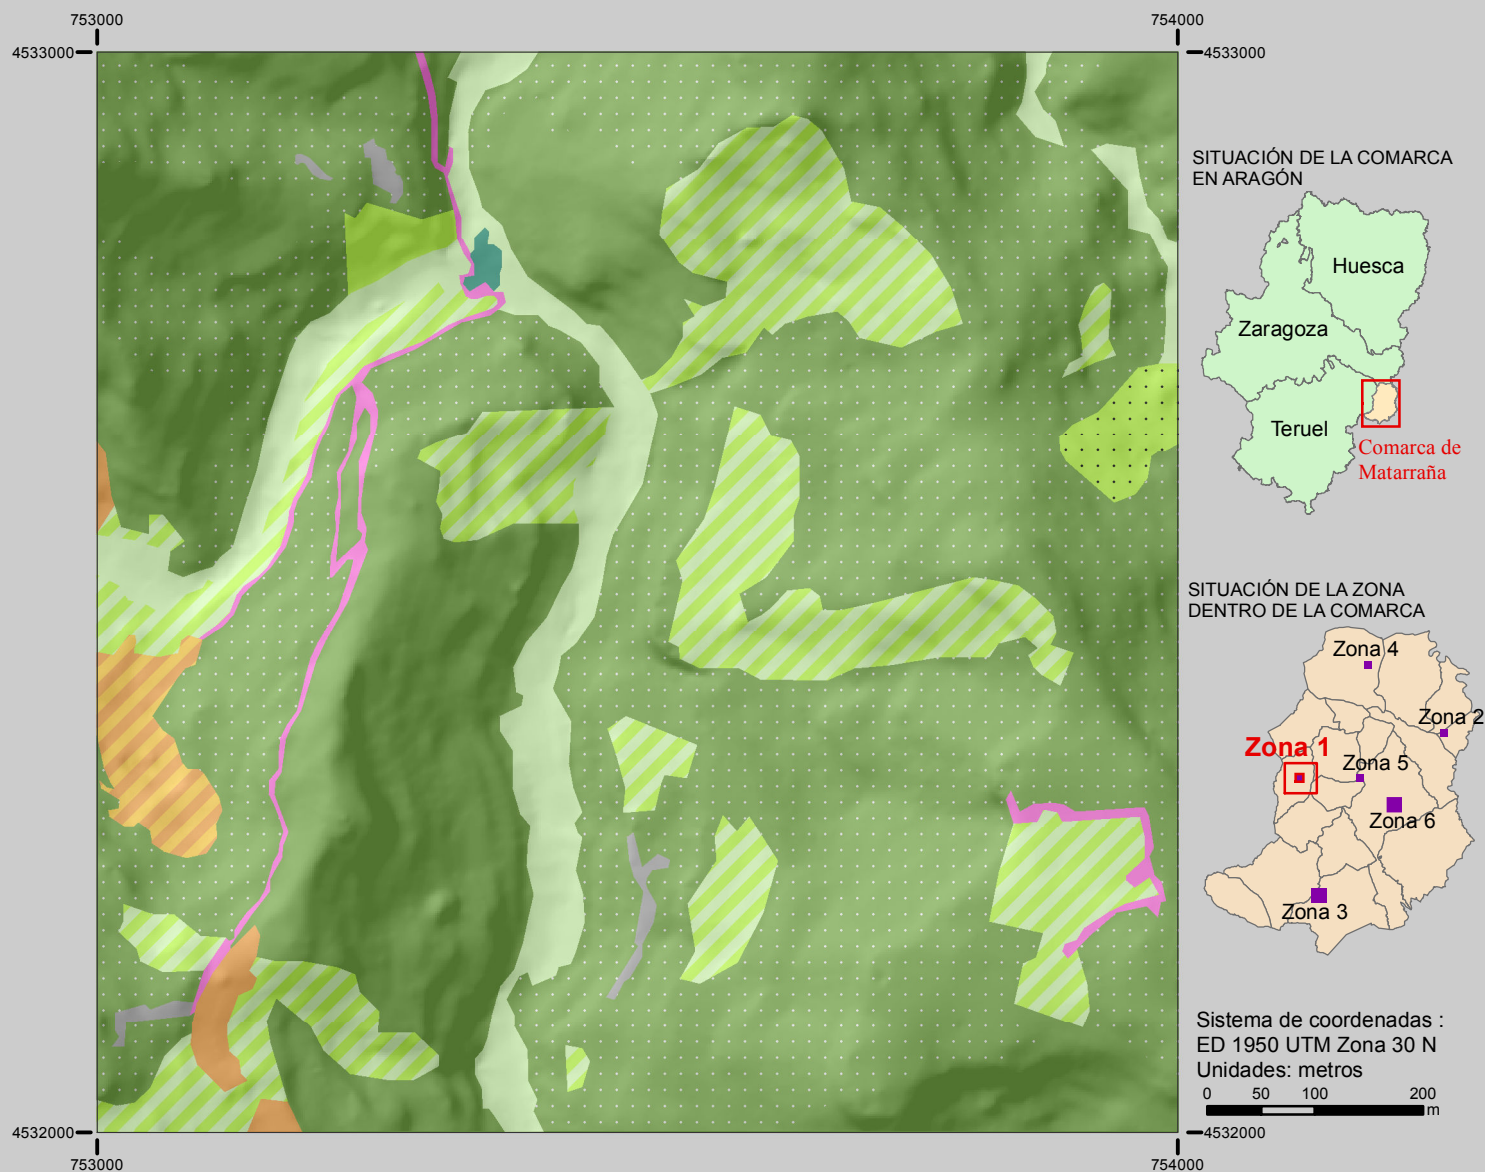 753000
754000
4533000
4533000
SITUACIÓN DE LA COMARCA
EN ARAGÓN
Huesca
Zaragoza
Teruel
Comarca de
Matarraña
SITUACIÓN DE LA ZONA
DENTRO DE LA COMARCA
Zona 4
Zona 2
Zona 1
Zona 5
Zona 6
Zona 3
Sistema de coordenadas :
ED 1950 UTM Zona 30 N
Unidades: metros
0 50 100 200
m
4532000
4532000
753000
754000